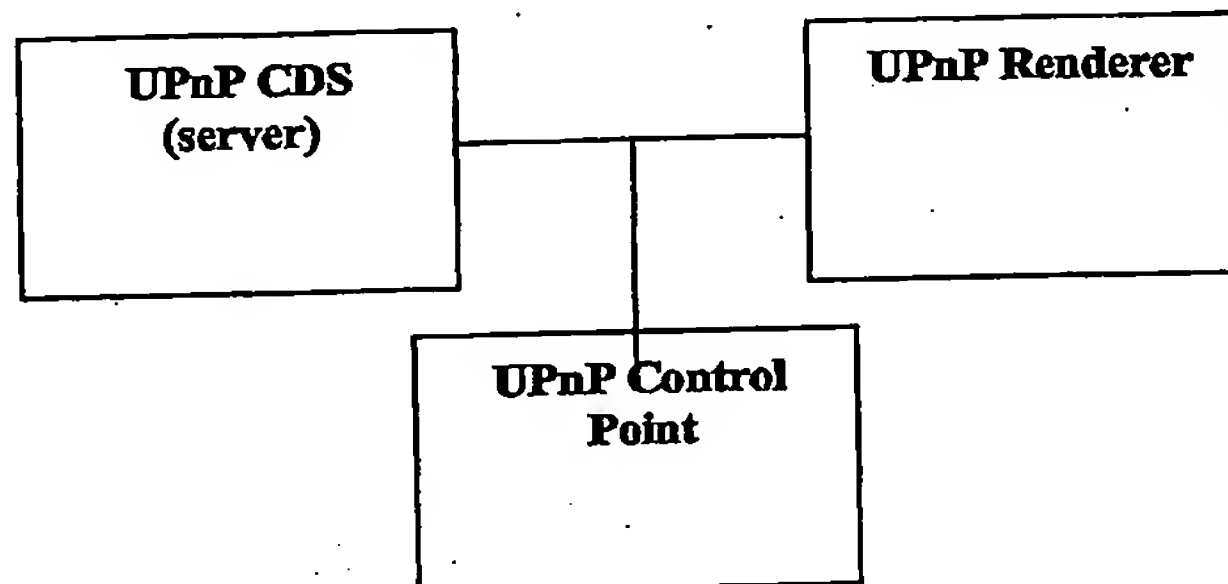 UPnP CDS
(server)
UPnP Renderer
UPnP Control
Point